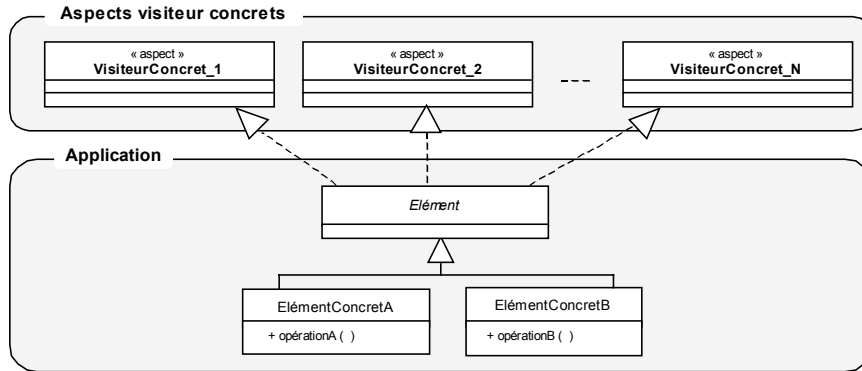 Aspects visiteur concrets
« aspect »
VisiteurConcret_1
« aspect »
VisiteurConcret_2
« aspect »
VisiteurConcret_N
Application
Elément
ElémentConcretA
+ opérationA ( )
ElémentConcretB
+ opérationB ( )